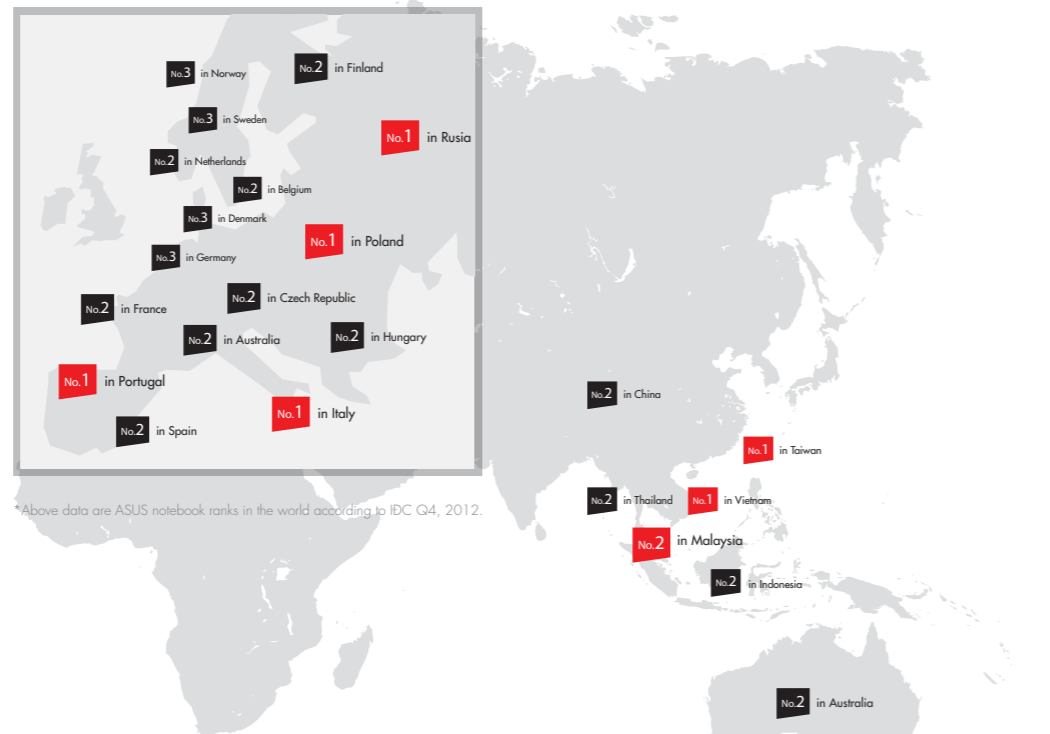 No.3 in Norway
No.2 in Finland
No.3 in Sweden
No.1 in Rusia
No.2 in Netherlands
No.2 in Belgium
No.3 in Denmark
No.1 in Poland
No.3 in Germany
No.2 in Czech Republic
No.2 in France
No.2 in Australia
No.2 in Hungary
No.1 in Portugal
No.1 in Italy
No.2 in Spain
No.2 in China
No.1 in Taiwan
No.2 in Thailand
No.1 in Vietnam
*Above data are ASUS notebook ranks in the world according to IDC Q4, 2012.
No.2 in Malaysia
No.2 in Indonesia
No.2 in Australia